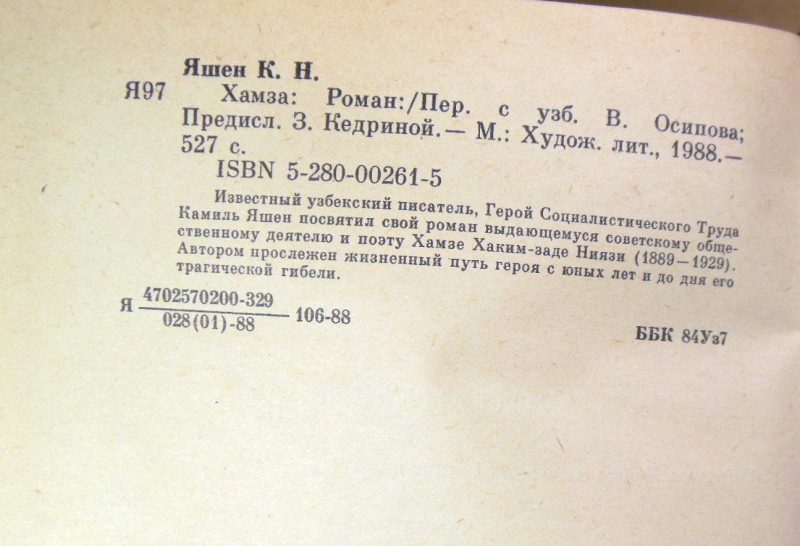 Яшен К. Н.
Я97 Хамза: Роман:/Пер. с узб. В. Осипова;
Предисл. З. Кедриной.— М.: Худож. лит., 1988.—
527 с.
ISBN 5-280-00261-5
Известный узбекский писатель, Герой Социалистического Труда
Камиль Яшен посвятил свой роман выдающемуся советскому обще-
ственному деятелю и поэту Хамзе Хаким-заде Ниязи (1889—1929).
Автором прослежен жизненный путь героя с юных лет и до дня его
трагической гибели.
Я 4702570200-329
028(01)-88 106-88
ББК 84Уз7